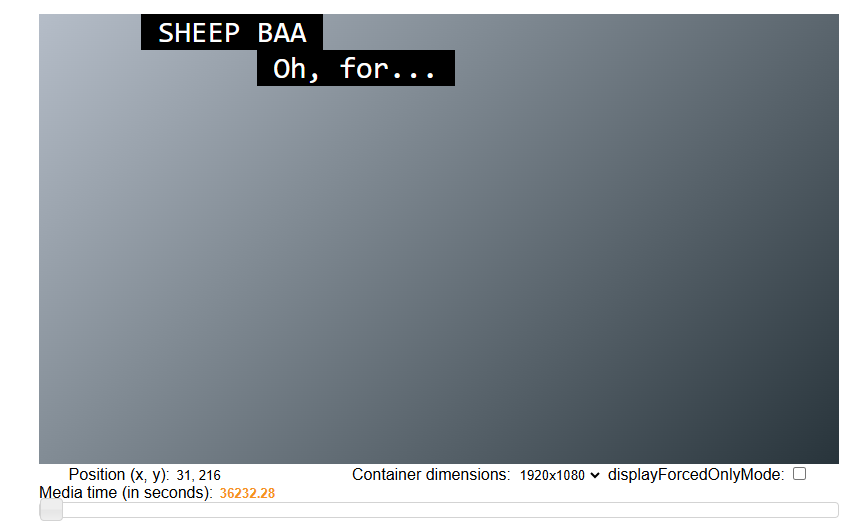 SHEEP BAA
Oh, for...
Position (x, y): 31, 216 Container dimensions: 1920x1080 displayForcedOnlyMode:
Media time (in seconds): 36232.28